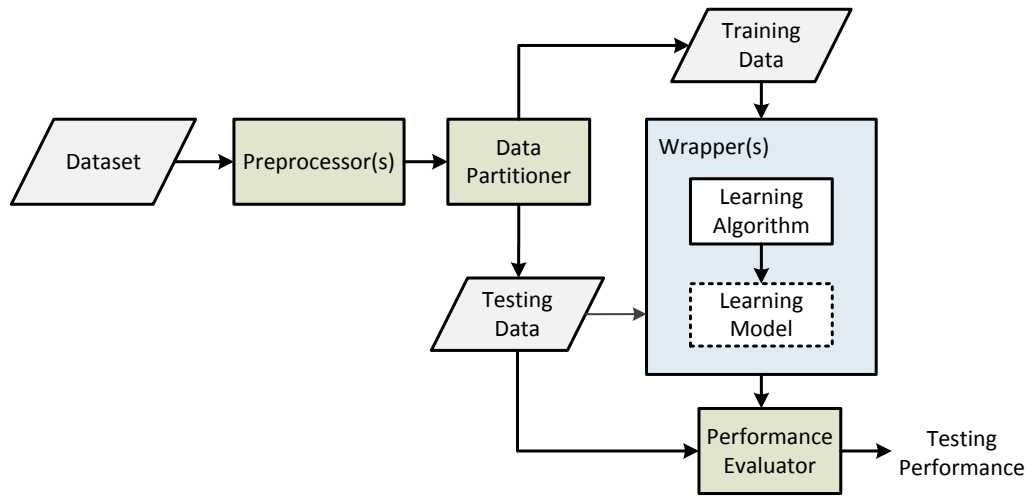 Training
Data
Dataset
Preprocessor(s)
Data
Partitioner
Wrapper(s)
Learning
Algorithm
Learning
Model
Testing
Data
Performance
Evaluator
Testing
Performance